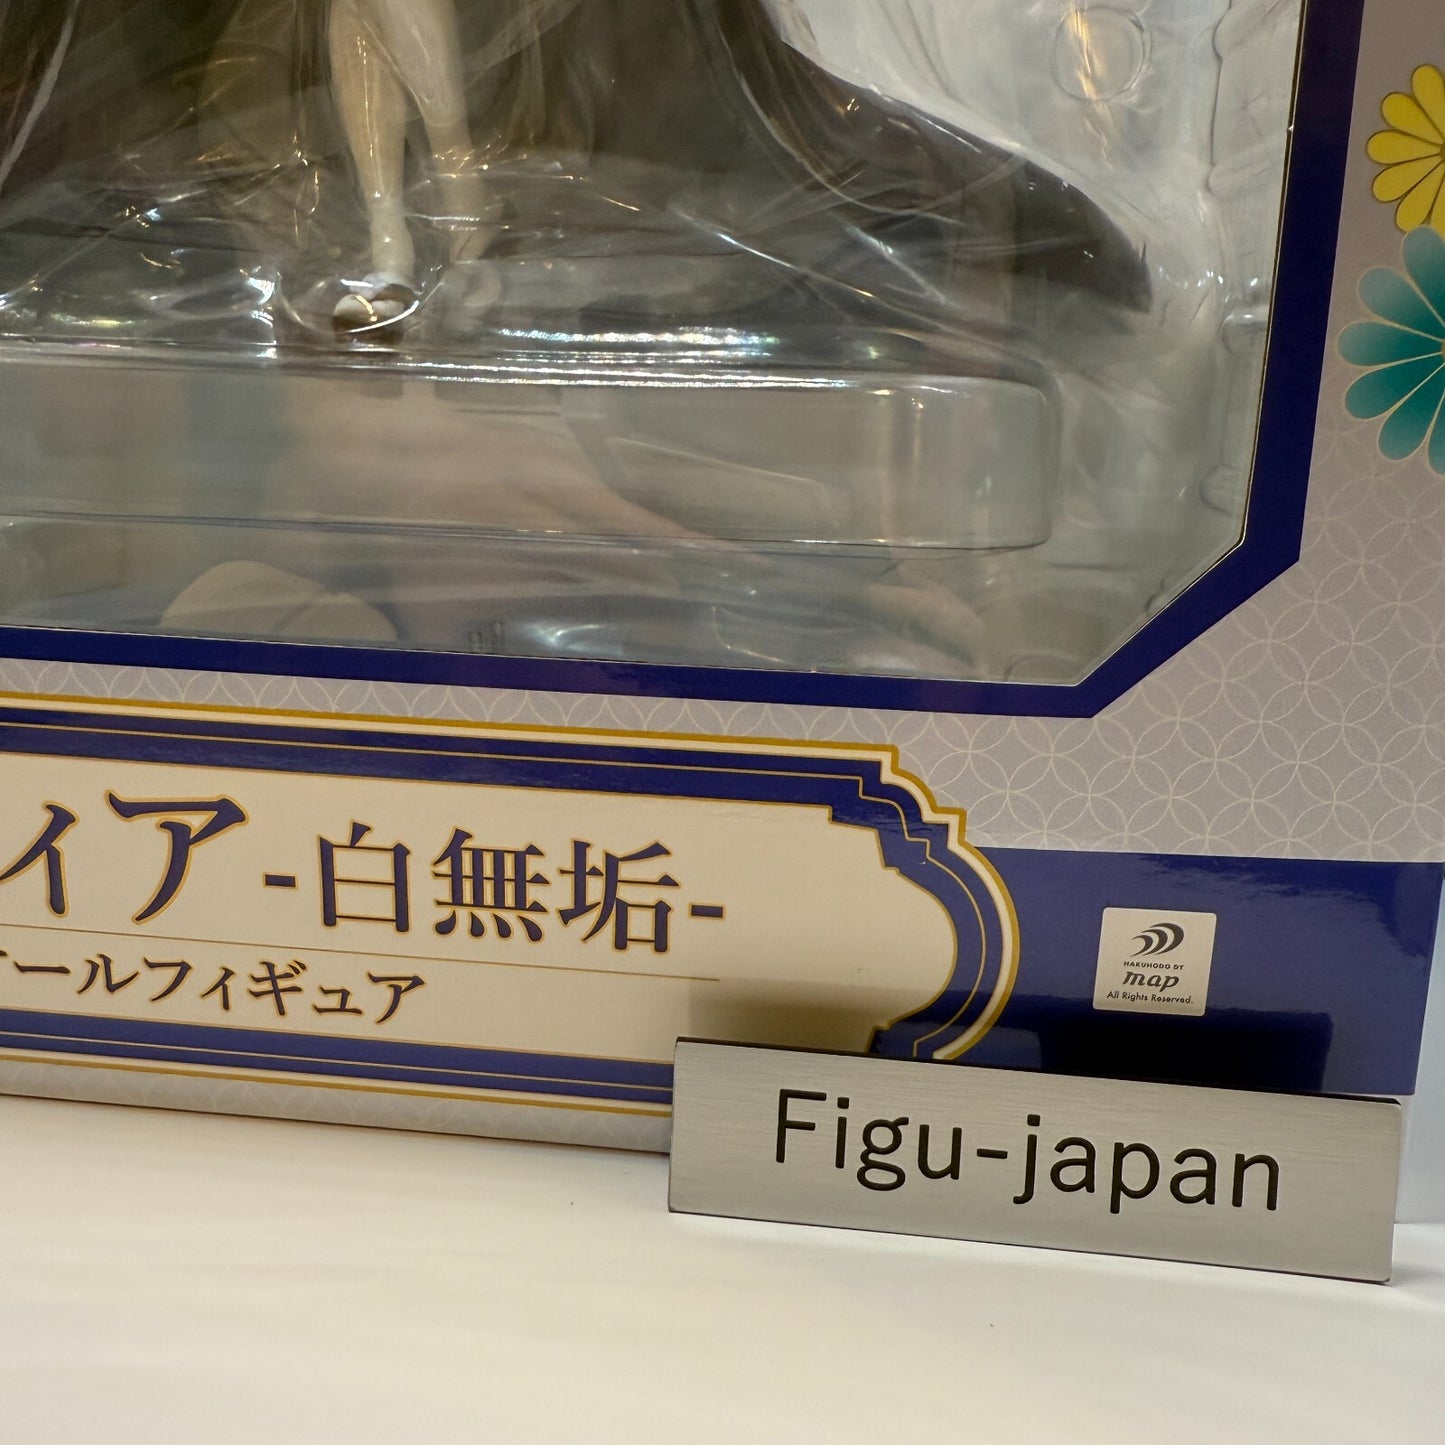 ィア -白無垢-
ールフィギュア
HAKUHODO DY
map
All Rights Reserved.
Figu-japan